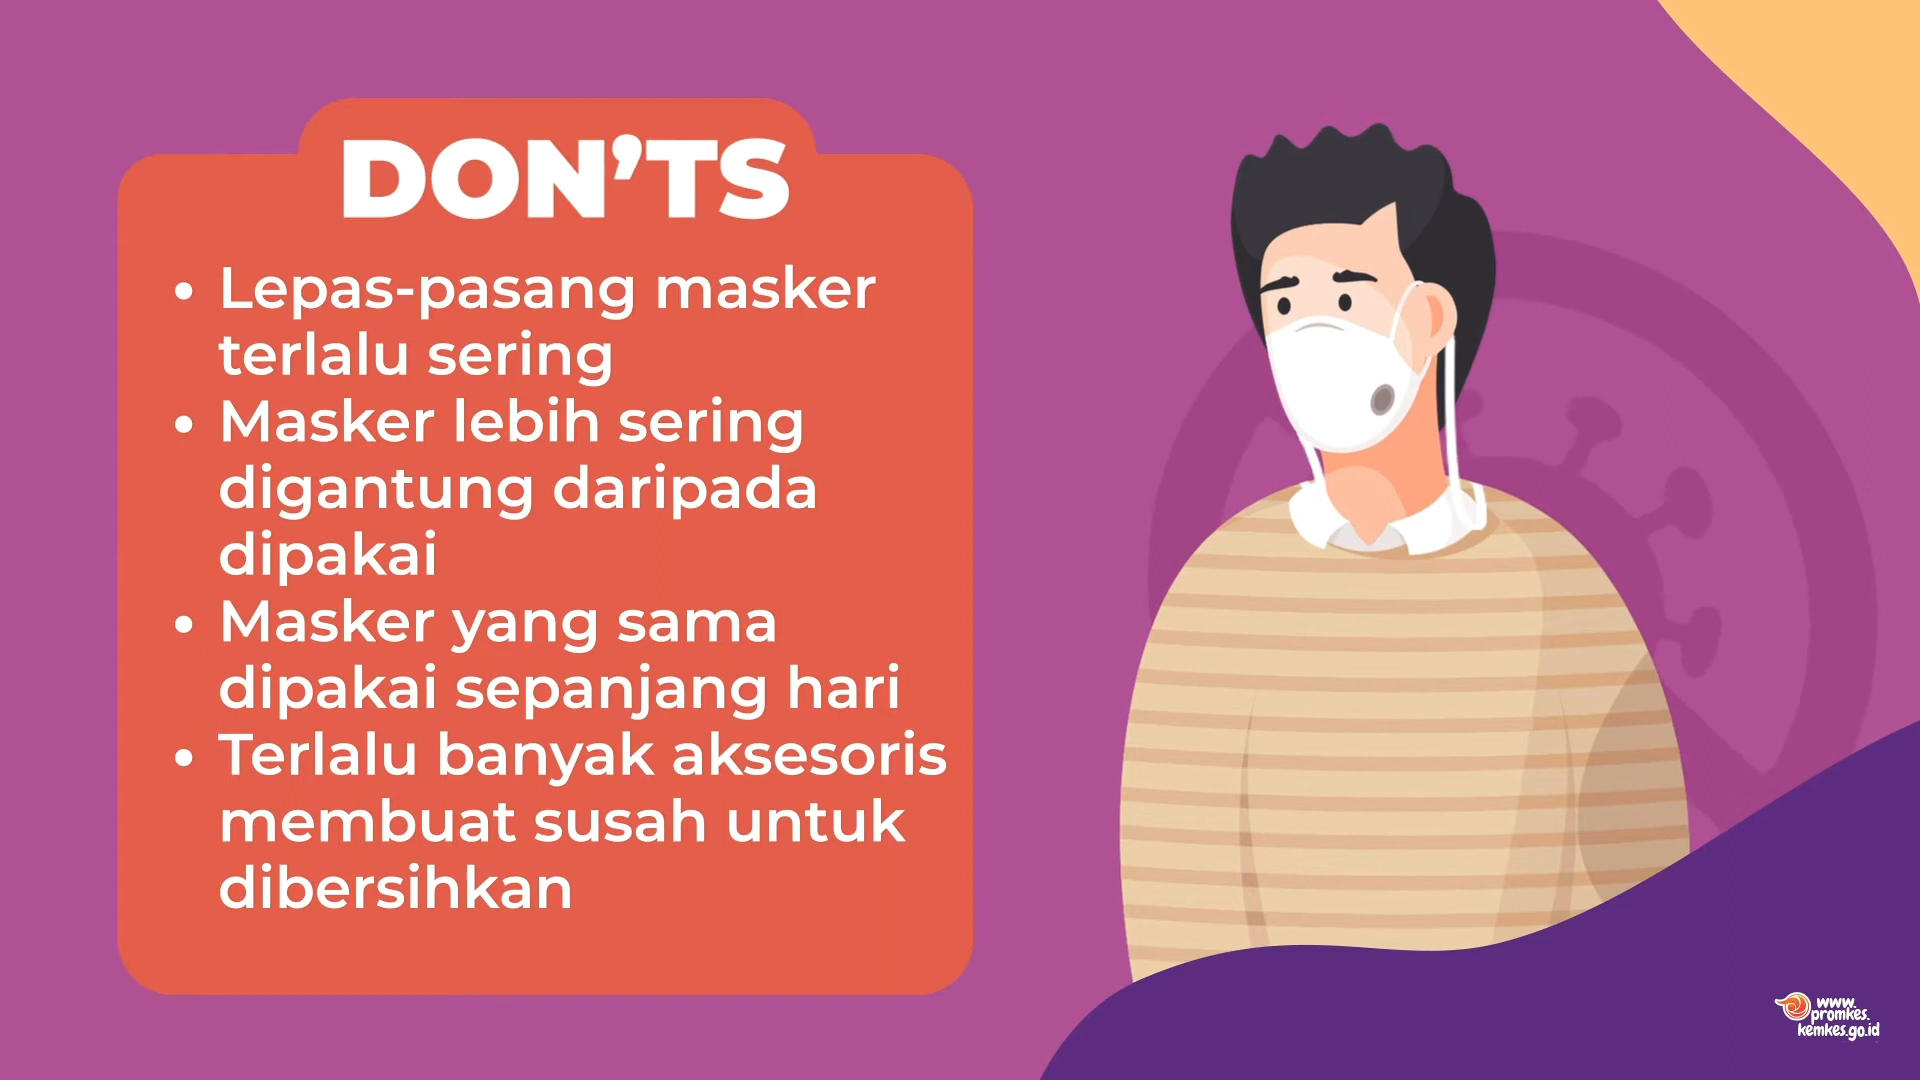 DON'TS
• Lepas-pasang masker
terlalu sering
• Masker lebih sering
digantung daripada
dipakai
• Masker yang sama
dipakai sepanjang hari
• Terlalu banyak aksesoris
membuat susah untuk
dibersihkan
www.
promkes.
kemkes.go.id